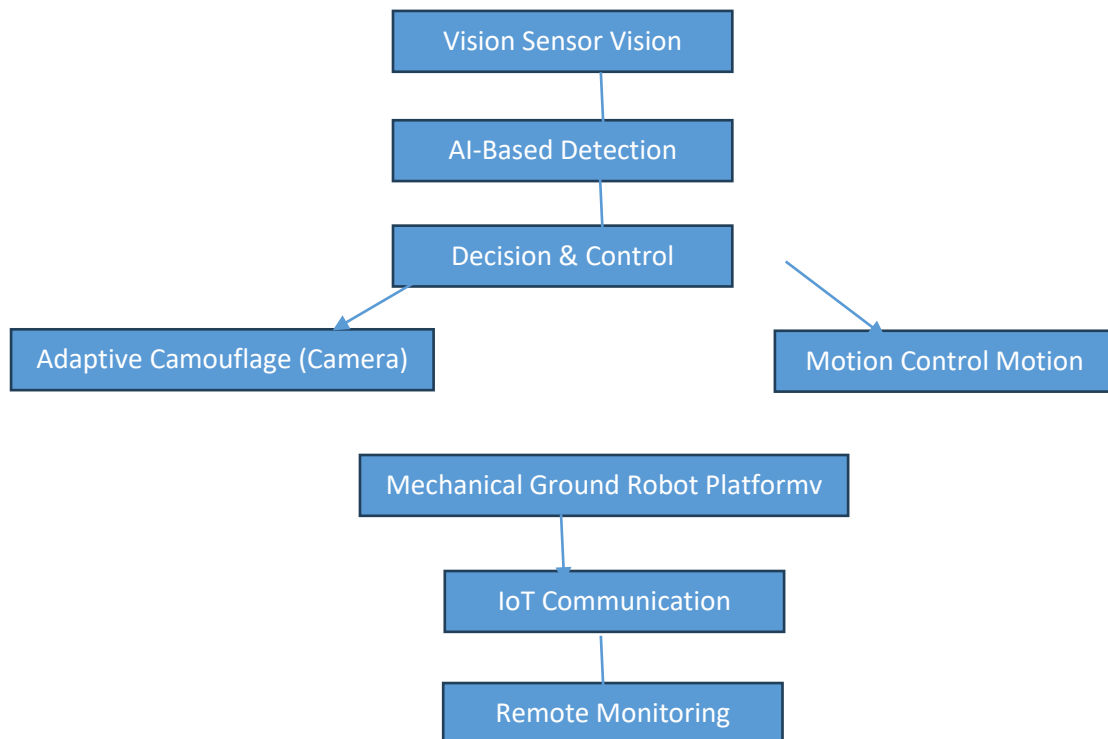 Vision Sensor Vision
AI-Based Detection
Decision & Control
Adaptive Camouflage (Camera)
Motion Control Motion
Mechanical Ground Robot Platformv
IoT Communication
Remote Monitoring